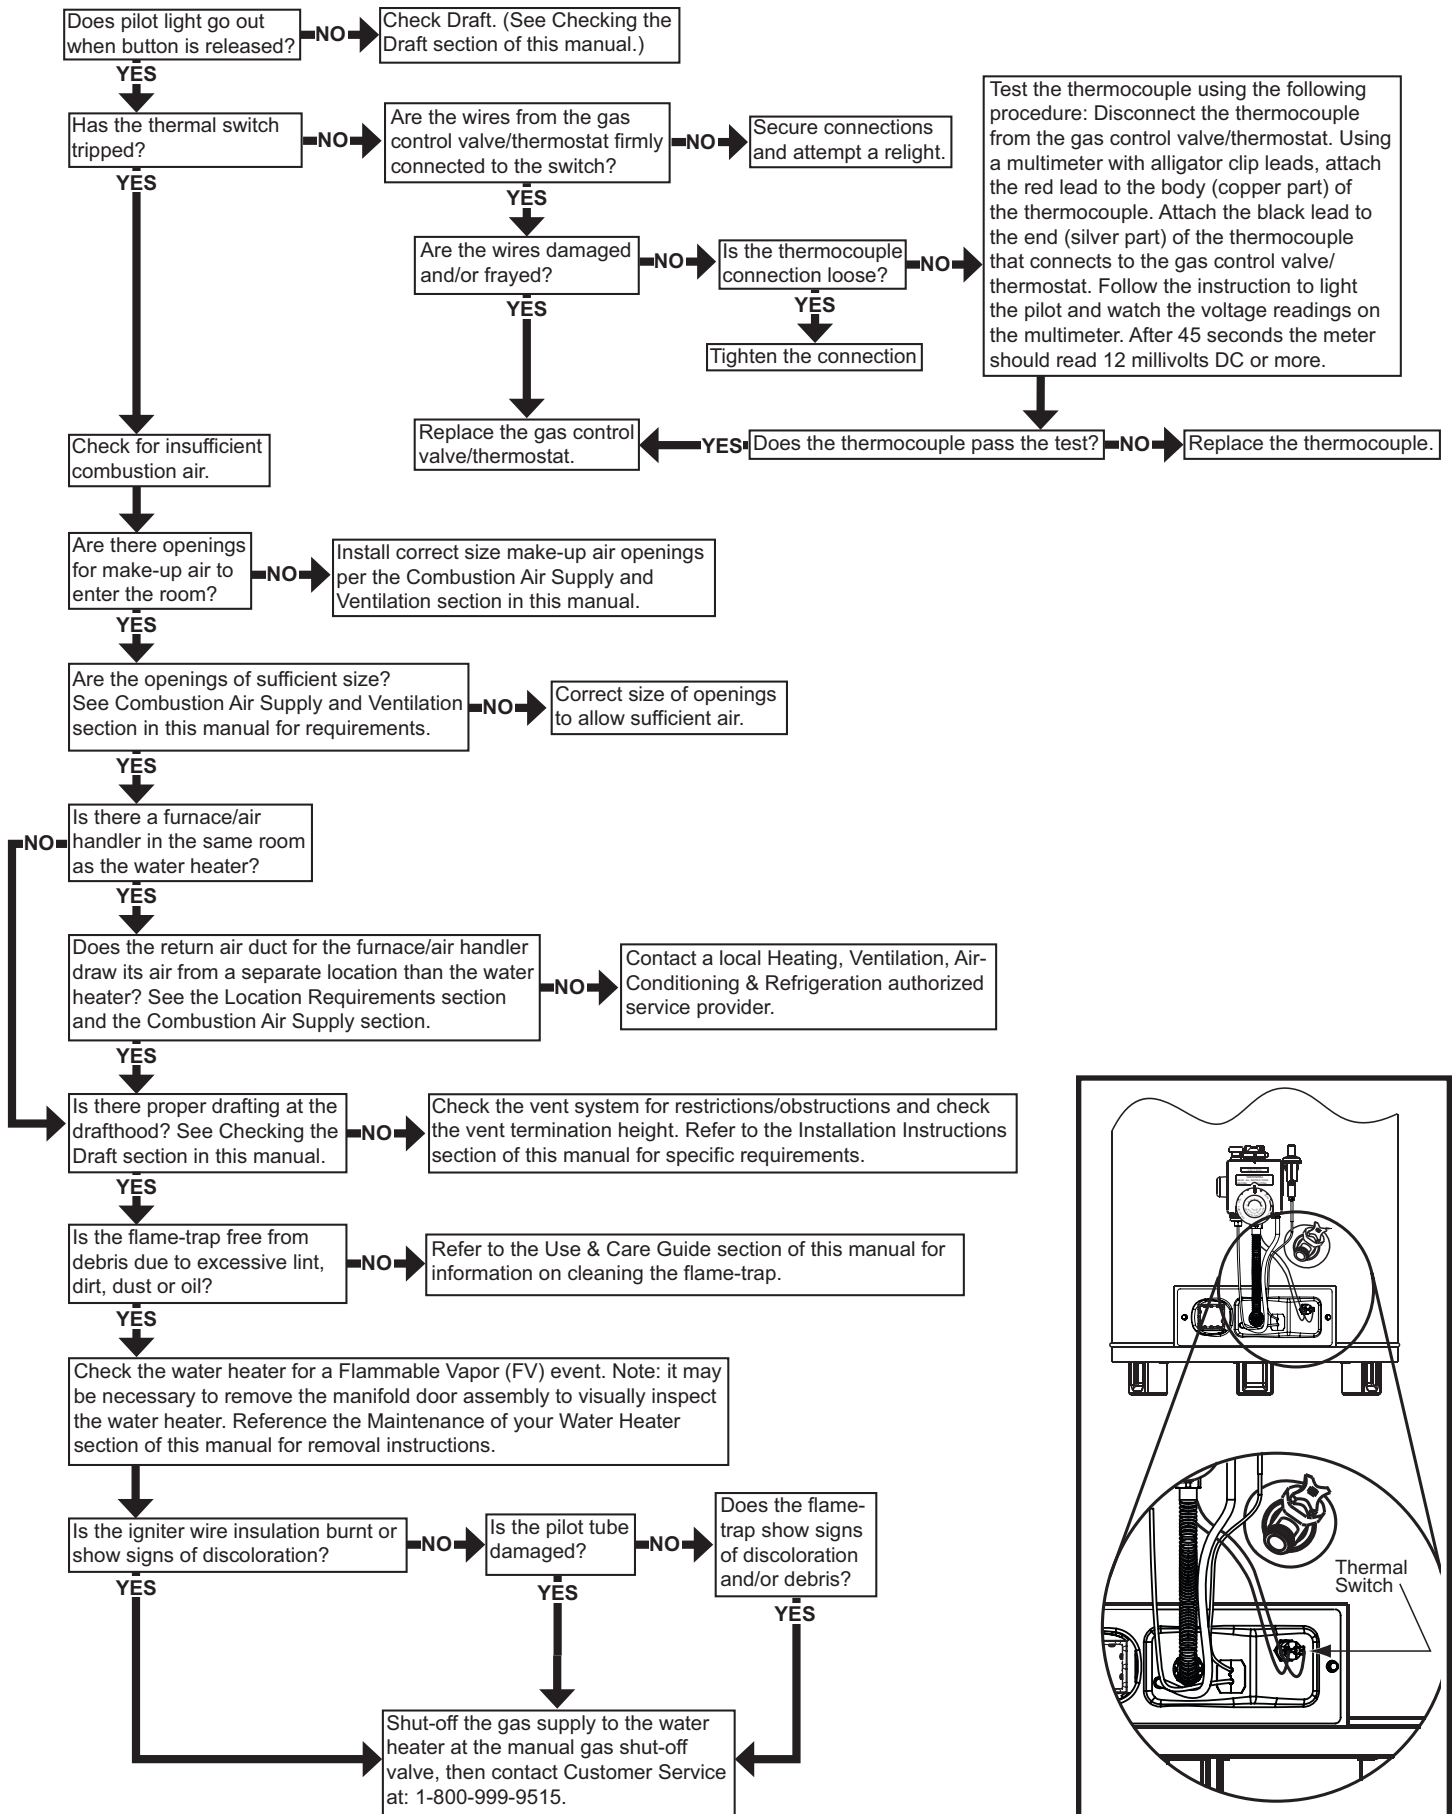 Does pilot light go out
when button is released?
NO
Check Draft. (See Checking the
Draft section of this manual.)
YES
Has the thermal switch
tripped?
NO
Are the wires from the gas
control valve/thermostat firmly
connected to the switch?
NO
Secure connections
and attempt a relight.
Test the thermocouple using the following
procedure: Disconnect the thermocouple
from the gas control valve/thermostat. Using
a multimeter with alligator clip leads, attach
the red lead to the body (copper part) of
the thermocouple. Attach the black lead to
the end (silver part) of the thermocouple
that connects to the gas control valve/
thermostat. Follow the instruction to light
the pilot and watch the voltage readings on
the multimeter. After 45 seconds the meter
should read 12 millivolts DC or more.
YES
YES
Are the wires damaged
and/or frayed?
NO
Is the thermocouple
connection loose?
NO
YES
YES
Tighten the connection
Replace the gas control
valve/thermostat.
YES
Does the thermocouple pass the test?
NO
Replace the thermocouple.
Check for insufficient
combustion air.
Are there openings
for make-up air to
enter the room?
NO
Install correct size make-up air openings
per the Combustion Air Supply and
Ventilation section in this manual.
YES
Are the openings of sufficient size?
See Combustion Air Supply and Ventilation
section in this manual for requirements.
NO
Correct size of openings
to allow sufficient air.
YES
Is there a furnace/air
handler in the same room
as the water heater?
NO
YES
Does the return air duct for the furnace/air handler
draw its air from a separate location than the water
heater? See the Location Requirements section
and the Combustion Air Supply section.
NO
Contact a local Heating, Ventilation, Air-
Conditioning & Refrigeration authorized
service provider.
YES
Is there proper drafting at the
drafthood? See Checking the
Draft section in this manual.
NO
Check the vent system for restrictions/obstructions and check
the vent termination height. Refer to the Installation Instructions
section of this manual for specific requirements.
YES
Is the flame-trap free from
debris due to excessive lint,
dirt, dust or oil?
NO
Refer to the Use & Care Guide section of this manual for
information on cleaning the flame-trap.
YES
Check the water heater for a Flammable Vapor (FV) event. Note: it may
be necessary to remove the manifold door assembly to visually inspect
the water heater. Reference the Maintenance of your Water Heater
section of this manual for removal instructions.
Is the igniter wire insulation burnt or
show signs of discoloration?
NO
Is the pilot tube
damaged?
NO
Does the flame-
trap show signs
of discoloration
and/or debris?
YES
YES
YES
Shut-off the gas supply to the water
heater at the manual gas shut-off
valve, then contact Customer Service
at: 1-800-999-9515.
Thermal
Switch